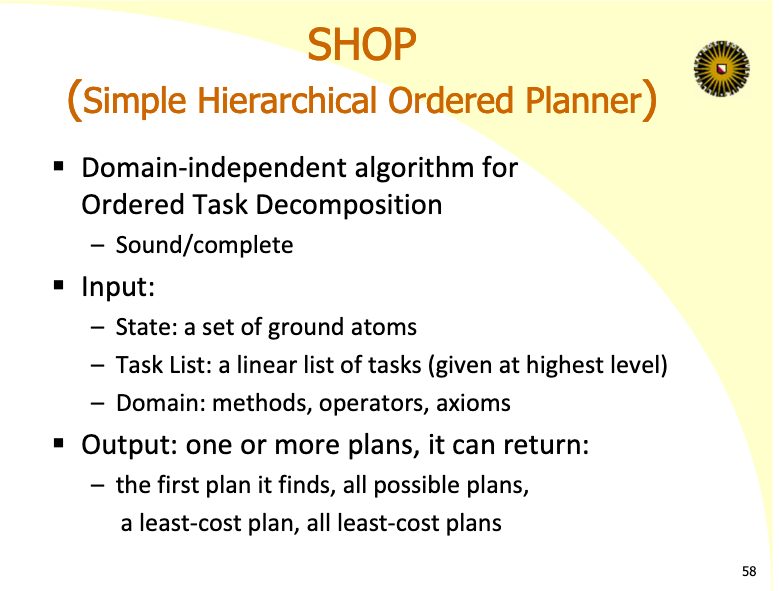 SHOP
(Simple Hierarchical Ordered Planner)
▪ Domain-independent algorithm for
Ordered Task Decomposition
– Sound/complete
▪ Input:
– State: a set of ground atoms
– Task List: a linear list of tasks (given at highest level)
– Domain: methods, operators, axioms
▪ Output: one or more plans, it can return:
– the first plan it finds, all possible plans,
a least-cost plan, all least-cost plans
58